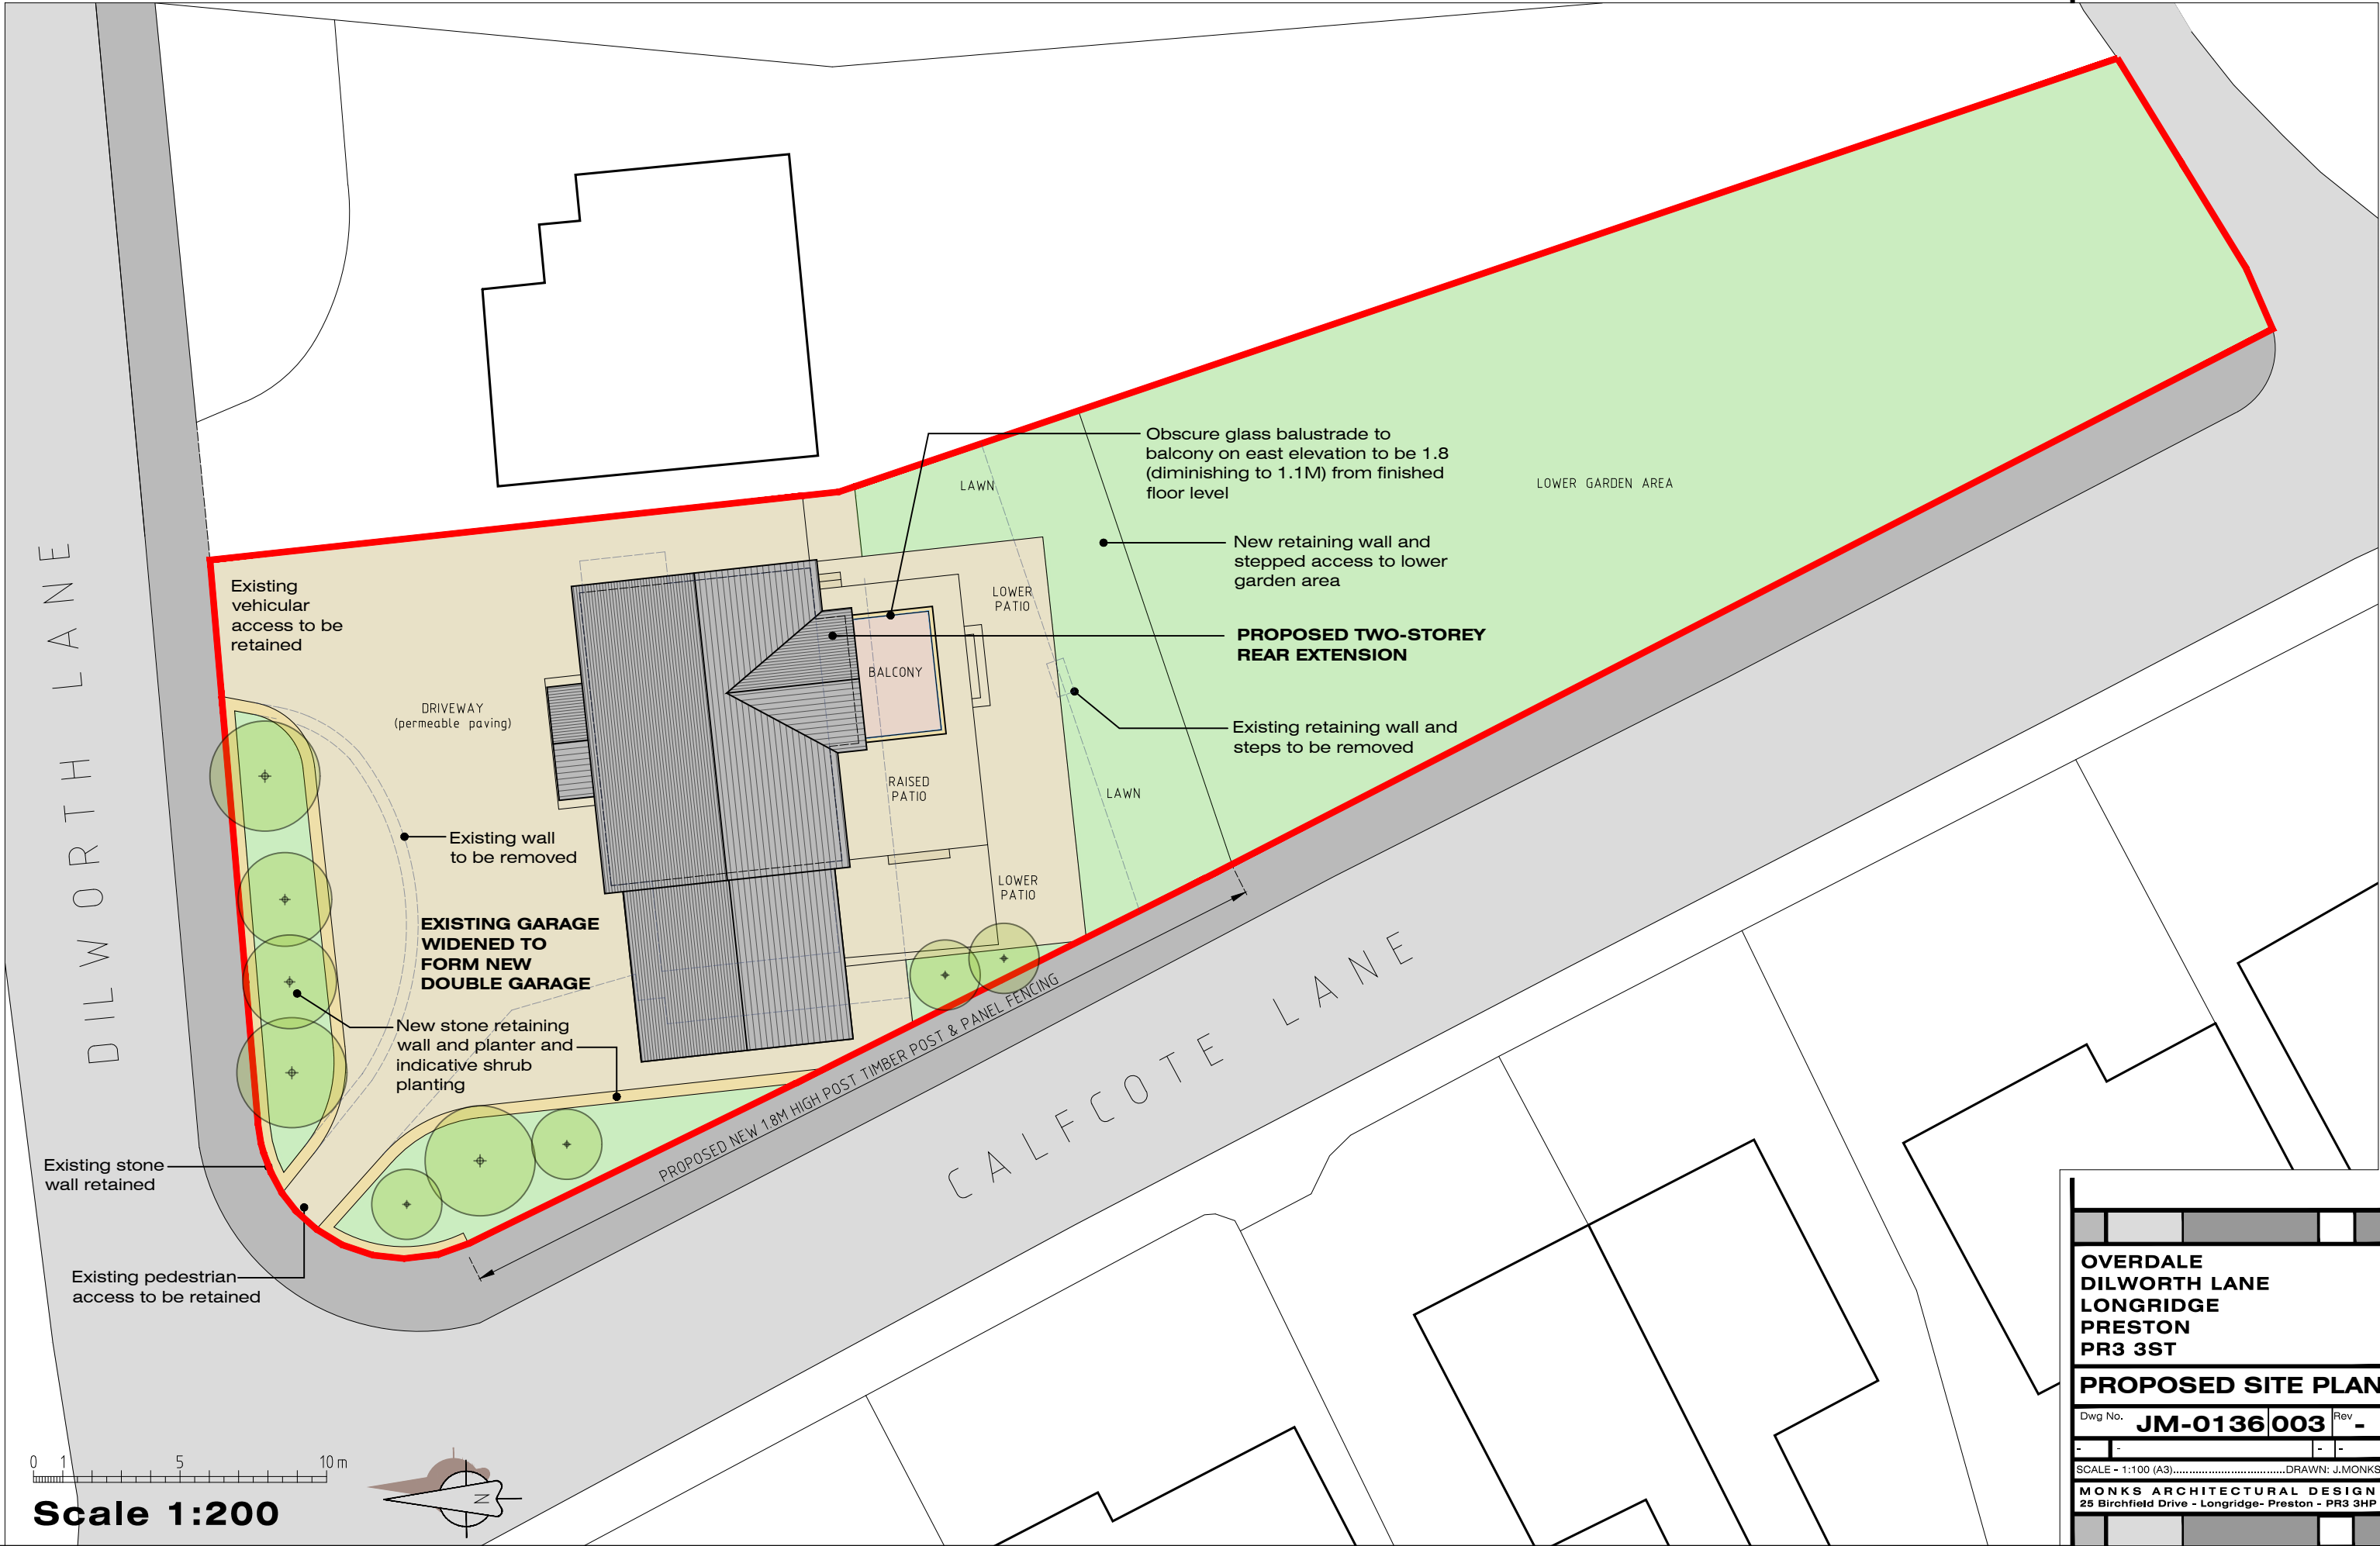 DILWORTH LANE
Existing
vehicular
access to be
retained
DRIVEWAY
(permeable paving)
Existing wall
to be removed
EXISTING GARAGE
WIDENED TO
FORM NEW
DOUBLE GARAGE
New stone retaining
wall and planter and
indicative shrub
planting
Existing stone
wall retained
Existing pedestrian
access to be retained
LAWN
Obscure glass balustrade to
balcony on east elevation to be 1.8
(diminishing to 1.1M) from finished
floor level
LOWER GARDEN AREA
New retaining wall and
stepped access to lower
garden area
LOWER
PATIO
PROPOSED TWO-STOREY
REAR EXTENSION
BALCONY
Existing retaining wall and
steps to be removed
RAISED
PATIO
LAWN
LOWER
PATIO
PROPOSED NEW 1.8M HIGH POST TIMBER POST & PANEL FENCING
CALFCOTE LANE
0 1 5 10 m
Scale 1:200
N
OVERDALE
DILWORTH LANE
LONGRIDGE
PRESTON
PR3 3ST
PROPOSED SITE PLAN
Dwg No. JM-0136 003 Rev -
- - - -
SCALE - 1:100 (A3)..................................DRAWN: J.MONKS
MONKS ARCHITECTURAL DESIGN
25 Birchfield Drive - Longridge- Preston - PR3 3HP